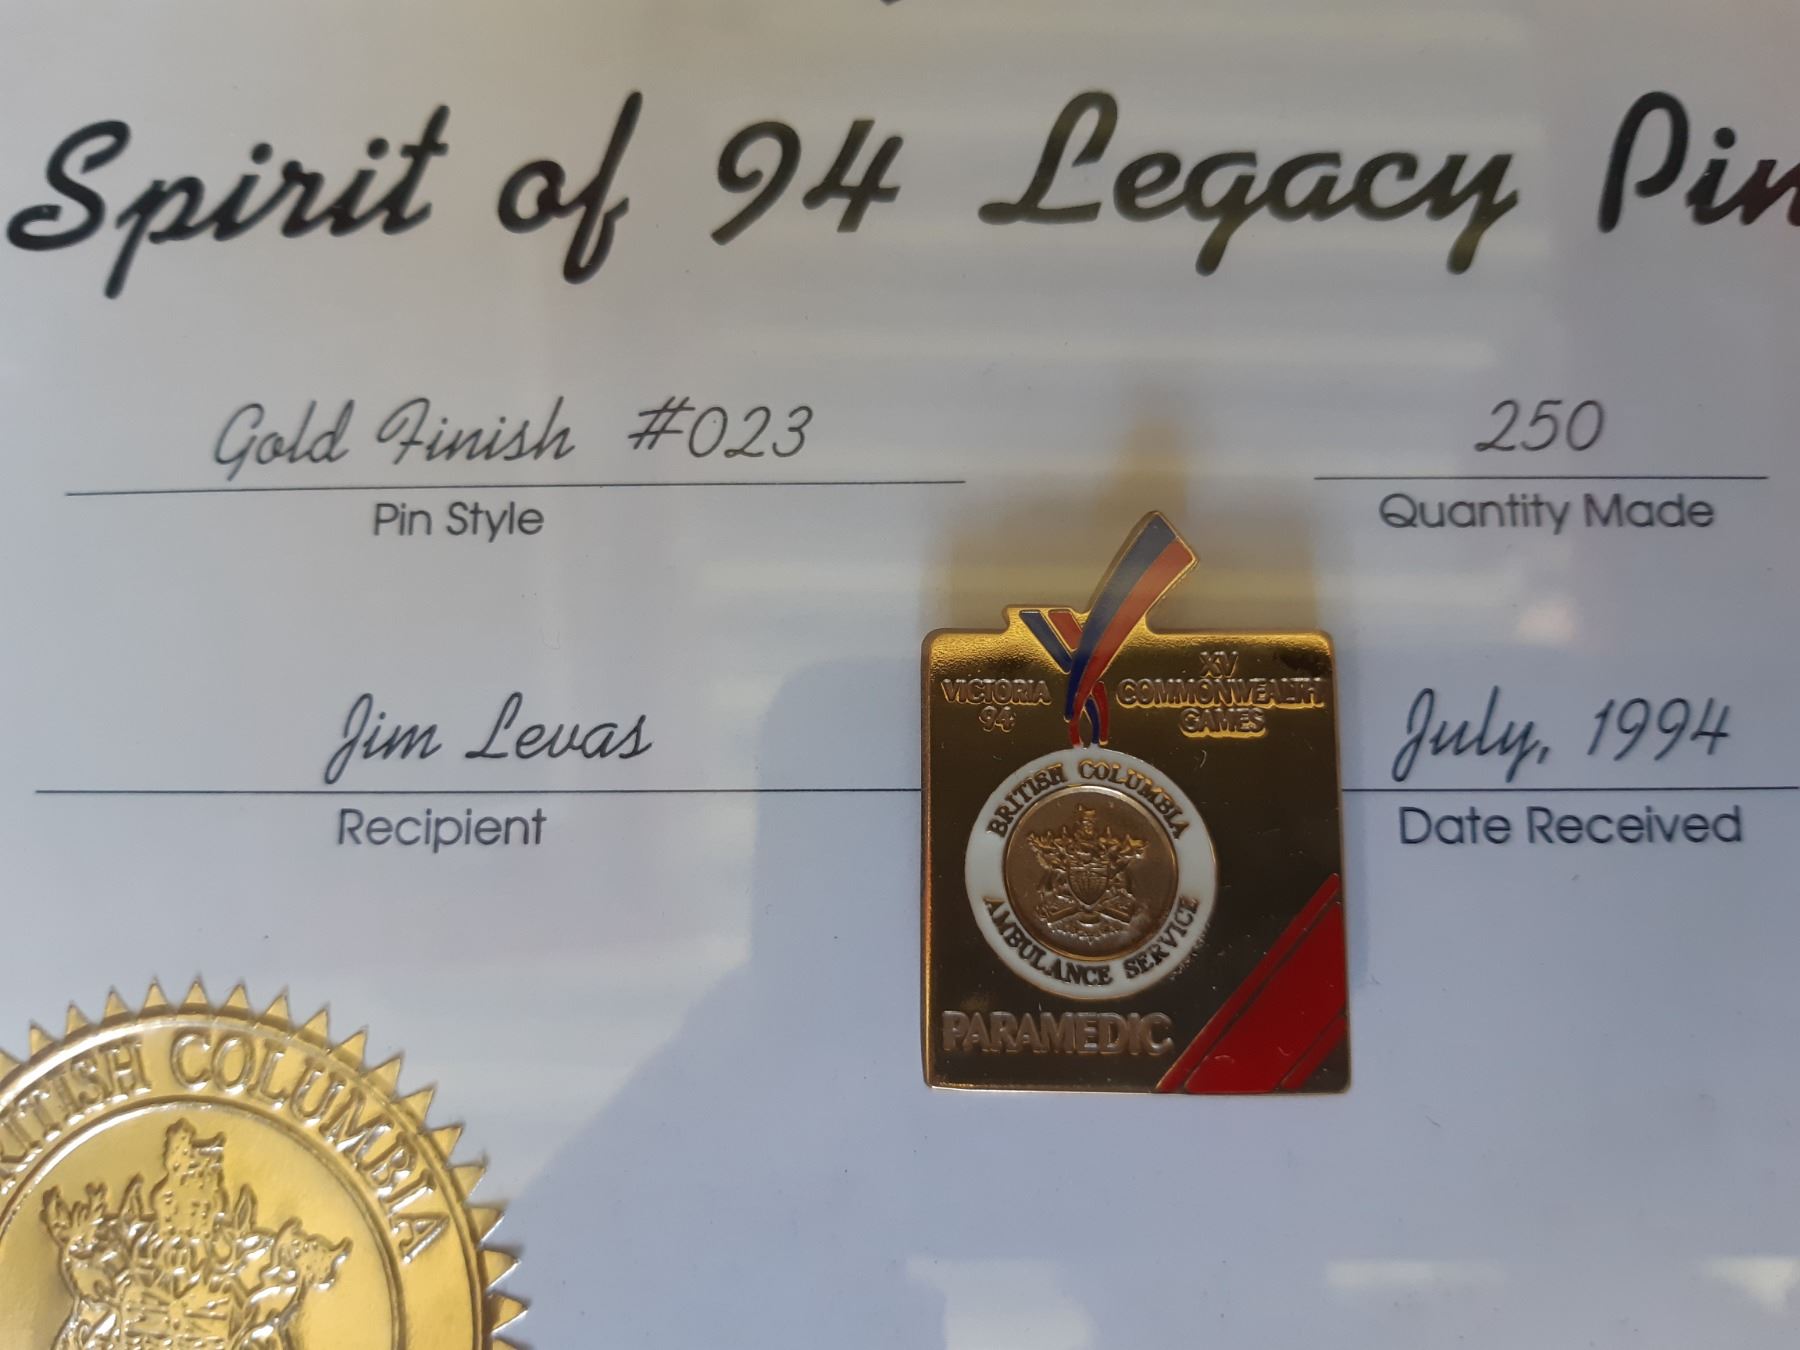 Spirit of 94 Legacy Pin
Gold Finish #023
Pin Style
250
Quantity Made
Jim Levas
Recipient
July, 1994
Date Received
VICTORIA
94
XV
COMMONWEALTH
GAMES
BRITISH COLUMBIA
AMBULANCE SERVICE
PARAMEDIC
BRITISH COLUMBIA